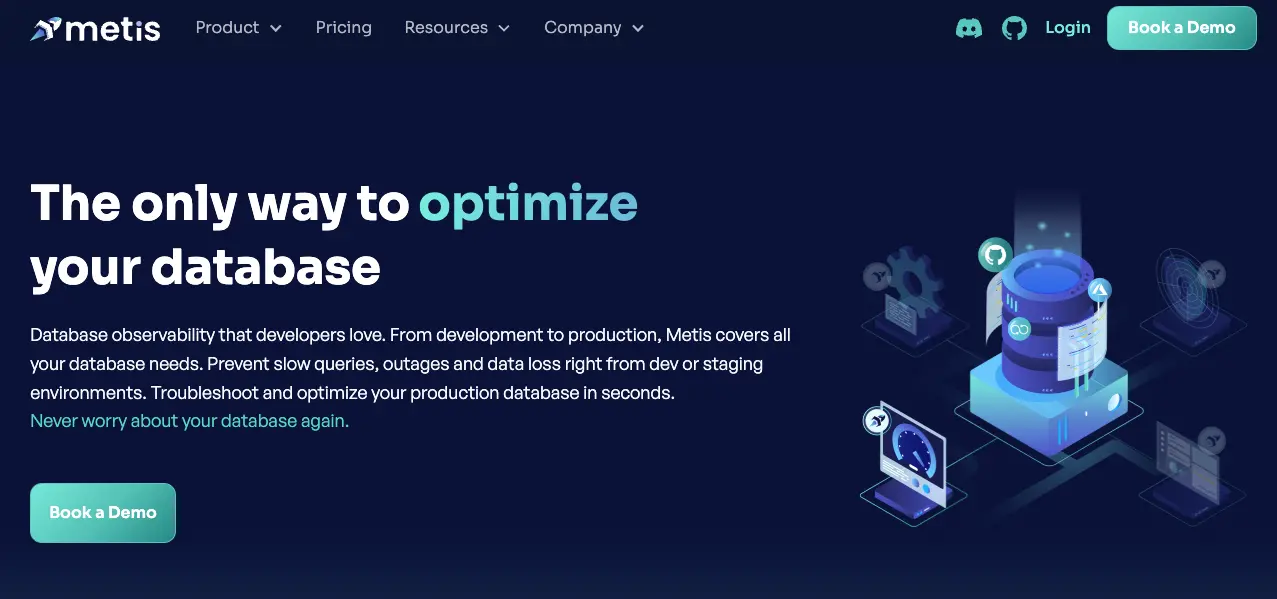 metis
Product
Pricing
Resources
Company
Login
Book a Demo
The only way to optimize
your database
Database observability that developers love. From development to production, Metis covers all
your database needs. Prevent slow queries, outages and data loss right from dev or staging
environments. Troubleshoot and optimize your production database in seconds.
Never worry about your database again.
Book a Demo